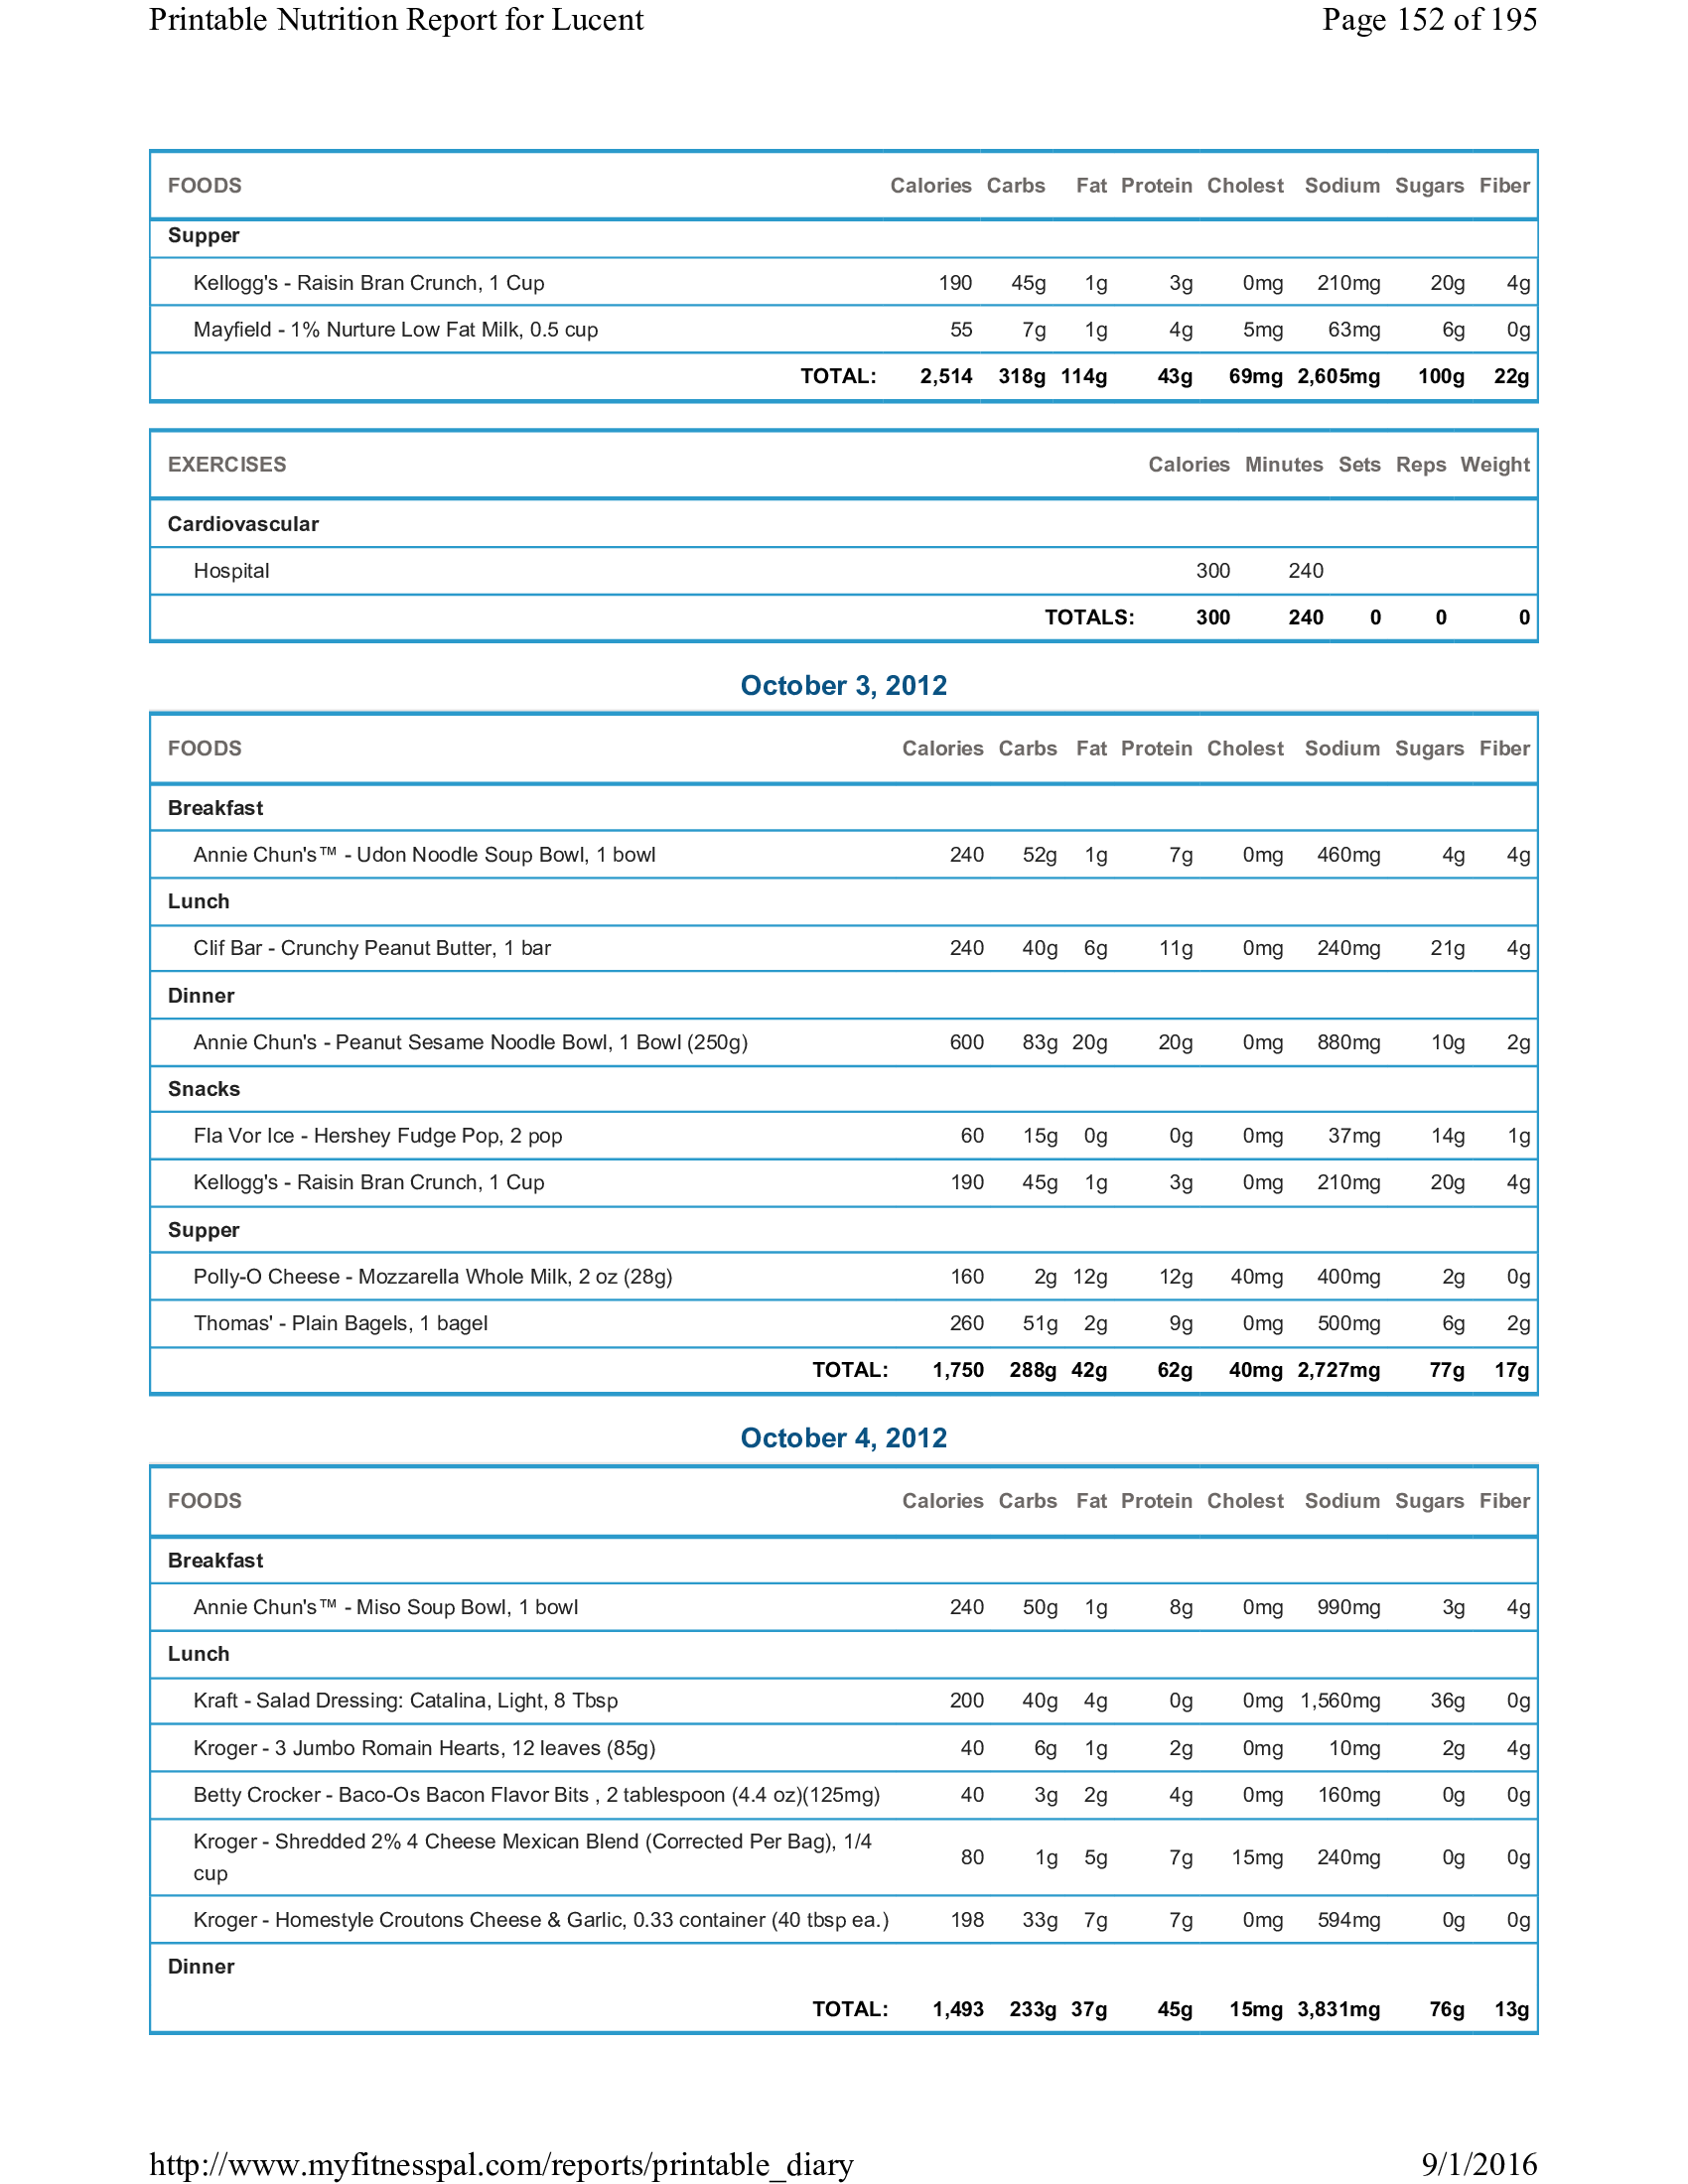 Printable Nutrition Report for Lucent Page 152 of 195
FOODS Calories Carbs Fat Protein Cholest Sodium Sugars Fiber
Supper
Kellogg's - Raisin Bran Crunch, 1 Cup 190 45g 1g 3g 0mg 210mg 20g 4g
Mayfield - 1% Nurture Low Fat Milk, 0.5 cup 55 7g 1g 4g 5mg 63mg 6g 0g
TOTAL: 2,514 318g 114g 43g 69mg 2,605mg 100g 22g
EXERCISES Calories Minutes Sets Reps Weight
Cardiovascular
Hospital 300 240
TOTALS: 300 240 0 0 0
October 3, 2012
FOODS Calories Carbs Fat Protein Cholest Sodium Sugars Fiber
Breakfast
Annie Chun's™ - Udon Noodle Soup Bowl, 1 bowl 240 52g 1g 7g 0mg 460mg 4g 4g
Lunch
Clif Bar - Crunchy Peanut Butter, 1 bar 240 40g 6g 11g 0mg 240mg 21g 4g
Dinner
Annie Chun's - Peanut Sesame Noodle Bowl, 1 Bowl (250g) 600 83g 20g 20g 0mg 880mg 10g 2g
Snacks
Fla Vor Ice - Hershey Fudge Pop, 2 pop 60 15g 0g 0g 0mg 37mg 14g 1g
Kellogg's - Raisin Bran Crunch, 1 Cup 190 45g 1g 3g 0mg 210mg 20g 4g
Supper
Polly-O Cheese - Mozzarella Whole Milk, 2 oz (28g) 160 2g 12g 12g 40mg 400mg 2g 0g
Thomas' - Plain Bagels, 1 bagel 260 51g 2g 9g 0mg 500mg 6g 2g
TOTAL: 1,750 288g 42g 62g 40mg 2,727mg 77g 17g
October 4, 2012
FOODS Calories Carbs Fat Protein Cholest Sodium Sugars Fiber
Breakfast
Annie Chun's™ - Miso Soup Bowl, 1 bowl 240 50g 1g 8g 0mg 990mg 3g 4g
Lunch
Kraft - Salad Dressing: Catalina, Light, 8 Tbsp 200 40g 4g 0g 0mg 1,560mg 36g 0g
Kroger - 3 Jumbo Romain Hearts, 12 leaves (85g) 40 6g 1g 2g 0mg 10mg 2g 4g
Betty Crocker - Baco-Os Bacon Flavor Bits , 2 tablespoon (4.4 oz)(125mg) 40 3g 2g 4g 0mg 160mg 0g 0g
Kroger - Shredded 2% 4 Cheese Mexican Blend (Corrected Per Bag), 1/4
cup 80 1g 5g 7g 15mg 240mg 0g 0g
Kroger - Homestyle Croutons Cheese & Garlic, 0.33 container (40 tbsp ea.) 198 33g 7g 7g 0mg 594mg 0g 0g
Dinner
TOTAL: 1,493 233g 37g 45g 15mg 3,831mg 76g 13g
http://www.myfitnesspal.com/reports/printable_diary 9/1/2016